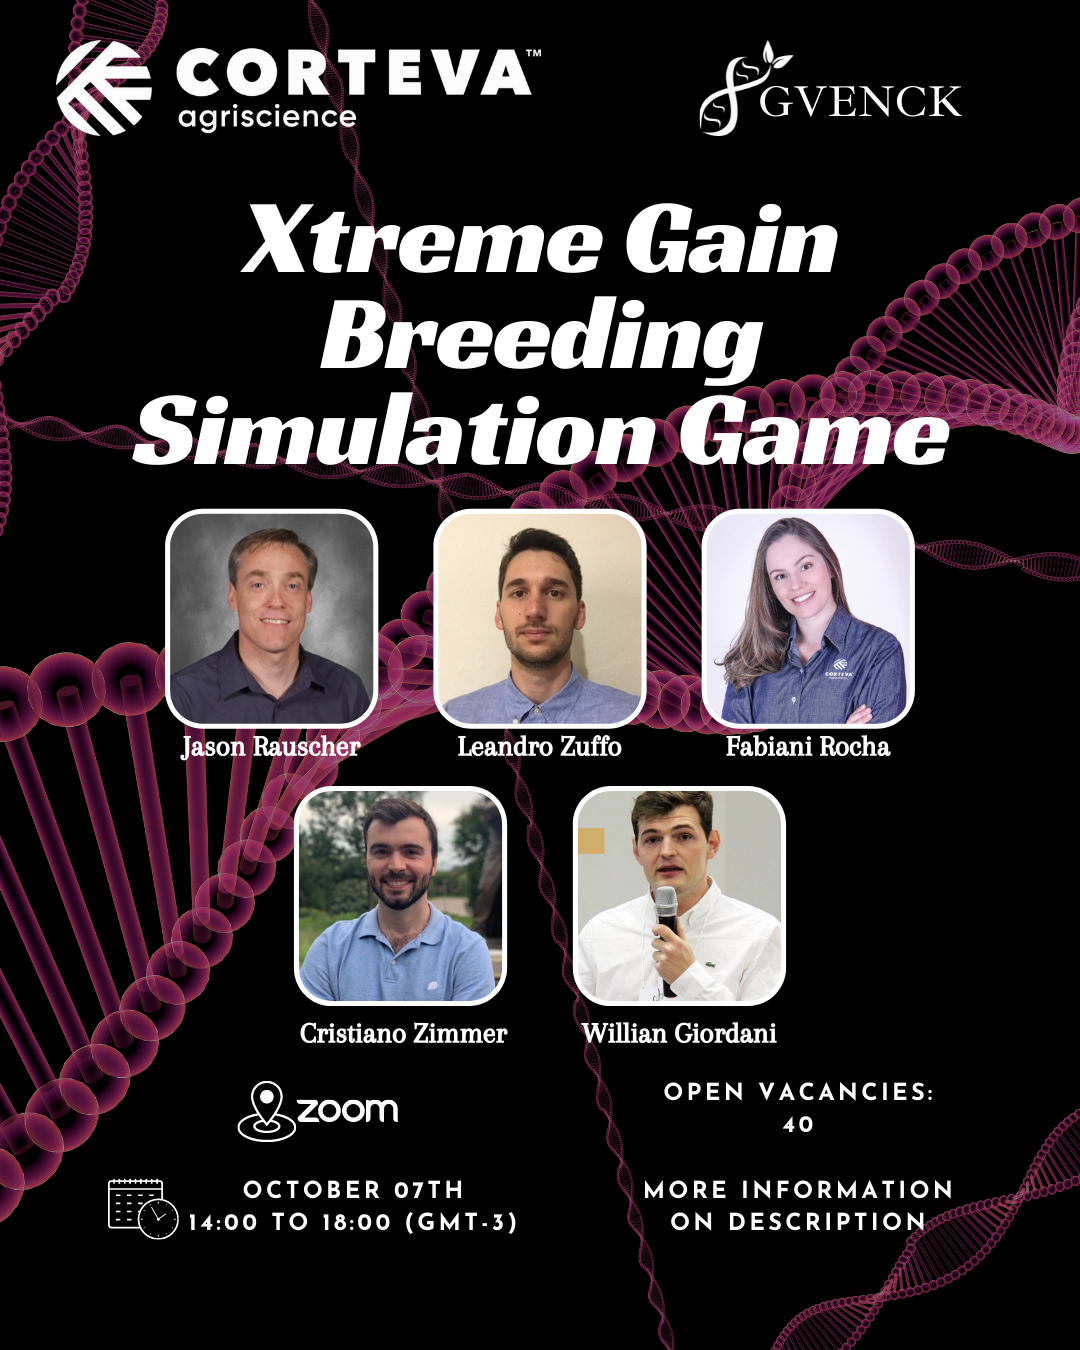 CORTEVA™
agriscience
GVENCK
Xtreme Gain
Breeding
Simulation Game
CORTEVA
Jason Rauscher
Leandro Zuffo
Fabiani Rocha
Cristiano Zimmer
Willian Giordani
zoom
OPEN VACANCIES:
40
OCTOBER 07TH
14:00 TO 18:00 (GMT-3)
MORE INFORMATION
ON DESCRIPTION